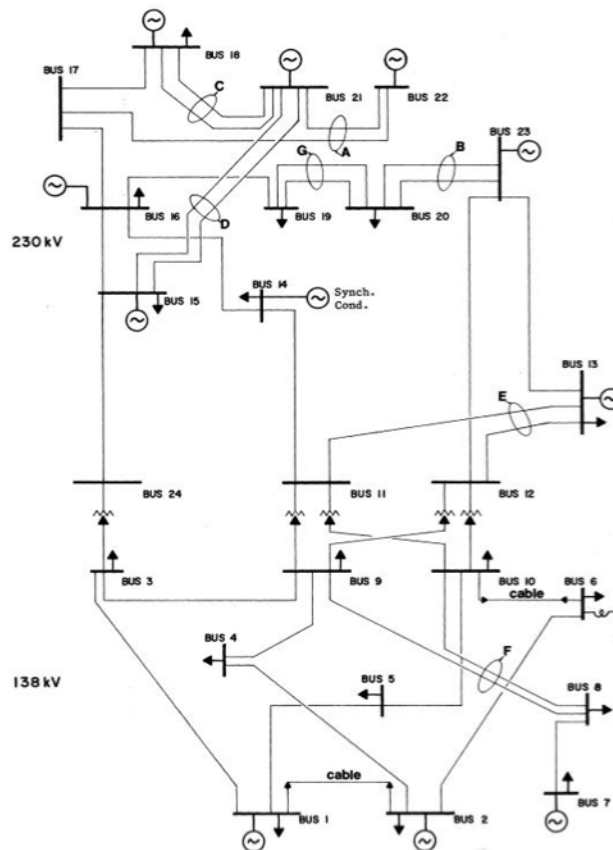 BUS 18
BUS 17
C
BUS 21
BUS 22
BUS 23
G
A
B
BUS 16
D
BUS 19
BUS 20
230 kV
BUS 14
Synch.
Cond.
BUS 15
BUS 13
E
BUS 24
BUS 11
BUS 12
BUS 3
BUS 9
BUS 10
BUS 6
cable
BUS 4
F
138 kV
BUS 5
BUS 8
cable
BUS 1
BUS 2
BUS 7